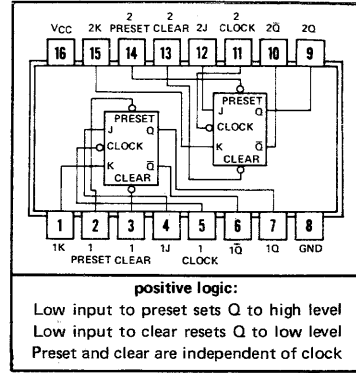 2 2 2
VCC 2K PRESET CLEAR 2J CLOCK 2Q̅ 2Q
16 15 14 13 12 11 10 9
PRESET
J Q
CLOCK
K Q̅
CLEAR
PRESET
J Q
CLOCK
K Q̅
CLEAR
1 2 3 4 5 6 7 8
1K 1 1 1J 1 1Q̅ 1Q GND
PRESET CLEAR CLOCK
positive logic:
Low input to preset sets Q to high level
Low input to clear resets Q to low level
Preset and clear are independent of clock